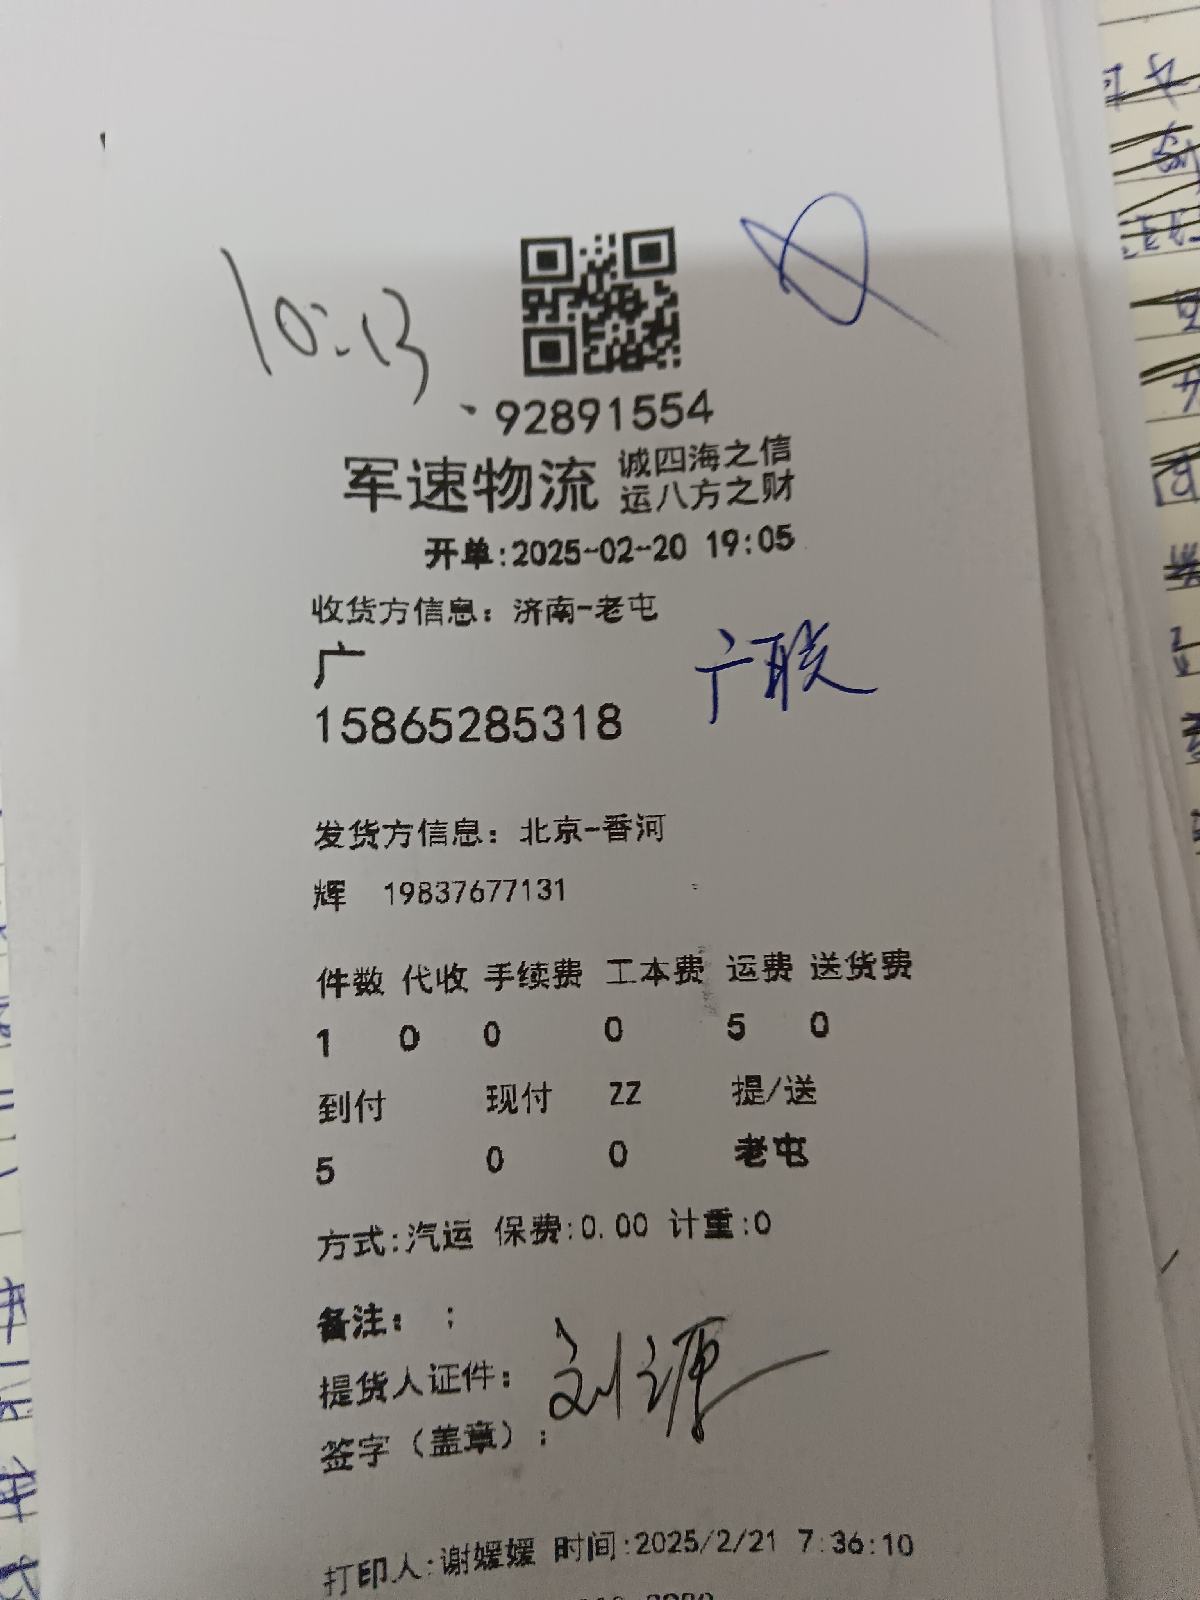 10:13
92891554
军速物流 诚四海之信
运八方之财
开单:2025-02-20 19:05
收货方信息: 济南-老屯
广
广联
15865285318
发货方信息: 北京-香河
辉 19837677131
件数 代收 手续费 工本费 运费 送货费
1 0 0 0 5 0
到付 现付 ZZ 提/送
5 0 0 老屯
方式:汽运 保费:0.00 计重:0
备注: ;
提货人证件:
签字（盖章）:
打印人:谢媛媛 时间:2025/2/21 7:36:10